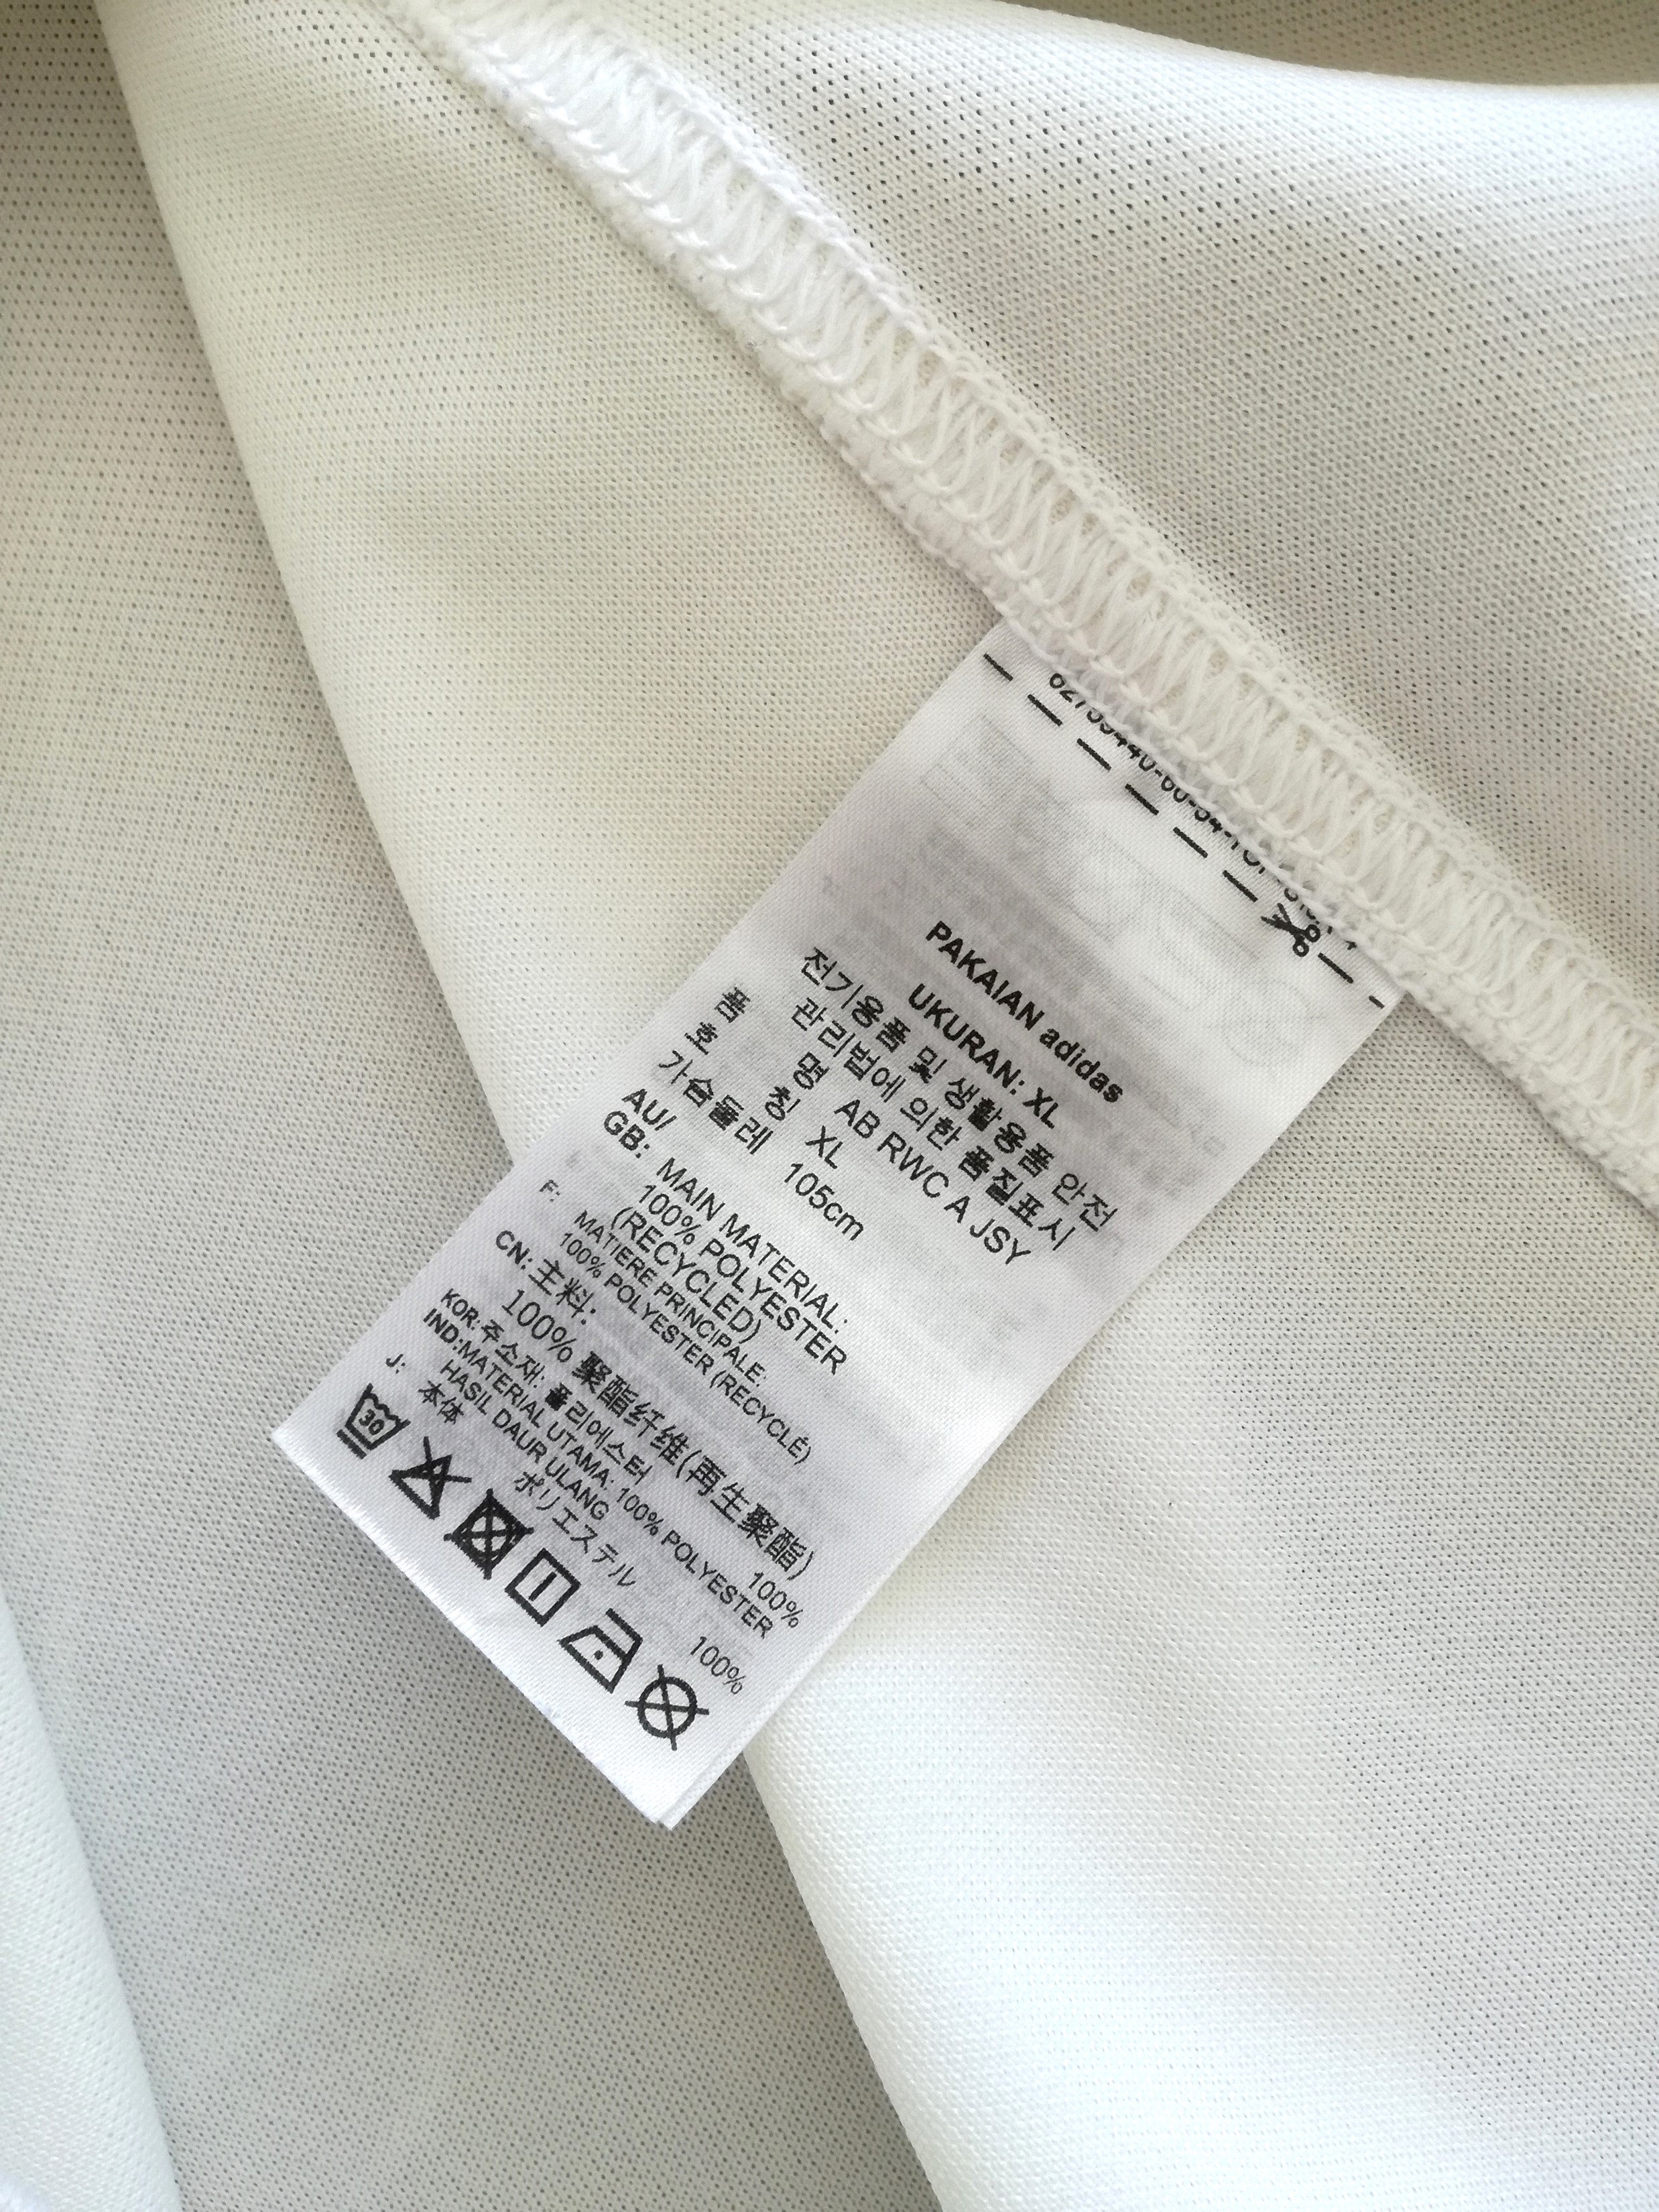 PAKAIAN adidas
UKURAN: XL
전기용품 및 생활용품 안전
관리법에 의한 품질표시
품 명 AB RWC A JSY
호 칭 XL
가슴둘레 105cm
AU/
GB: MAIN MATERIAL:
100% POLYESTER
(RECYCLED)
F: MATIERE PRINCIPALE:
100% POLYESTER (RECYCLÉ)
CN: 主料:
100% 聚酯纤维(再生聚酯)
KOR: 주소재: 폴리에스터 100%
IND:MATERIAL UTAMA: 100% POLYESTER
HASIL DAUR ULANG
J: 本体 ポリエステル 100%
30